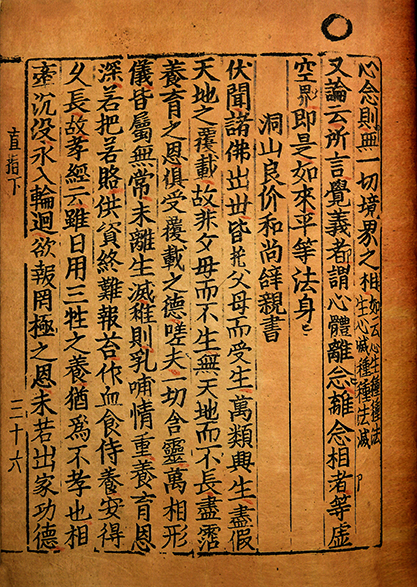 心念則無一切境界之相如云心生種種法
生心滅種種法滅
又論云所言覺義者謂心體離念離念相者等虛
空界即是如來平等法身
洞山良价和尚辝親書
伏聞諸佛出世皆托父母而受生萬類興生盡假
天地之覆載故非父母而不生無天地而不長盡霑
養育之恩俱受覆載之德嗟夫一切含靈萬相形
儀皆屬無常未離生滅稚則乳哺情重養育恩
深若把若賂供資終難報荅作血食侍養安得
久長故孝經云雖日用三牲之養猶爲不孝也相
牽沉没永入輪迴欲報罔極之恩未若出家功德
直指下 二十六